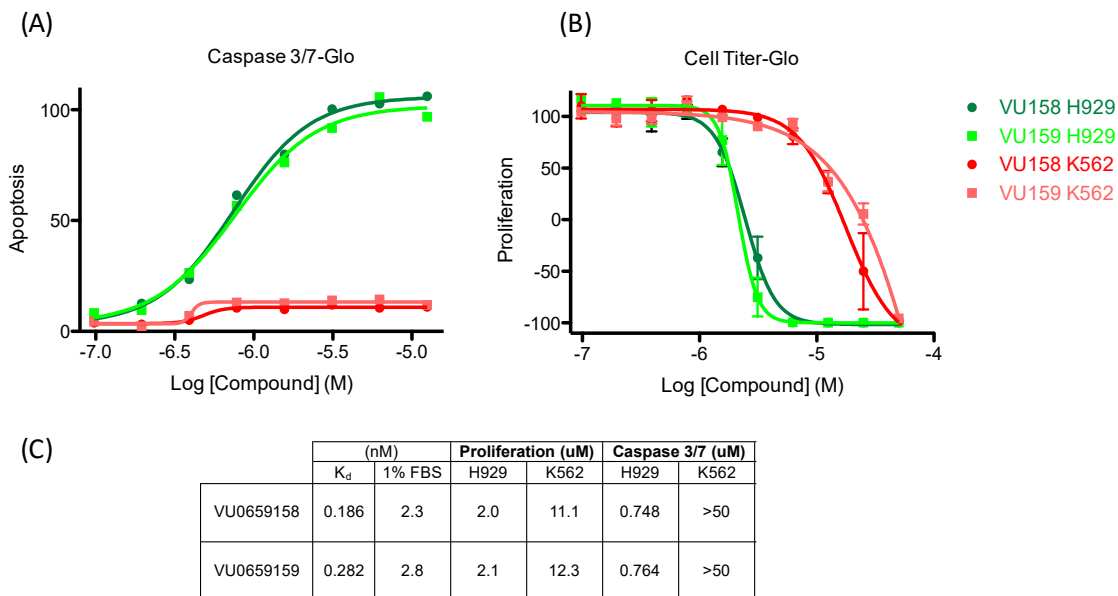 (A)
Caspase 3/7-Glo
Apoptosis
100
50
0
-7.0 -6.5 -6.0 -5.5 -5.0
Log [Compound] (M)
(B)
Cell Titer-Glo
Proliferation
100
50
0
-50
-100
-7 -6 -5 -4
Log [Compound] (M)
VU158 H929
VU159 H929
VU158 K562
VU159 K562
(C)
(nM) Proliferation (uM) Caspase 3/7 (uM)
Kd 1% FBS H929 K562 H929 K562
VU0659158 0.186 2.3 2.0 11.1 0.748 >50
VU0659159 0.282 2.8 2.1 12.3 0.764 >50